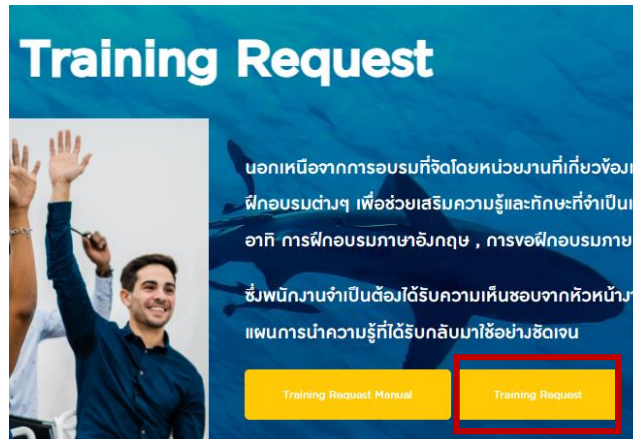 Training Request
นอกเหนือจากการอบรมที่จัดโดยหน่วยงานที่เกี่ยวข้อง
ฝึกอบรมต่างๆ เพื่อช่วยเสริมความรู้และทักษะที่จำเป็น
อาทิ การฝึกอบรมภาษาอังกฤษ , การขอฝึกอบรมภาย
ซึ่งพนักงานจำเป็นต้องได้รับความเห็นชอบจากหัวหน้า
แผนการนำความรู้ที่ได้รับกลับมาใช้อย่างชัดเจน
Training Request Manual
Training Request